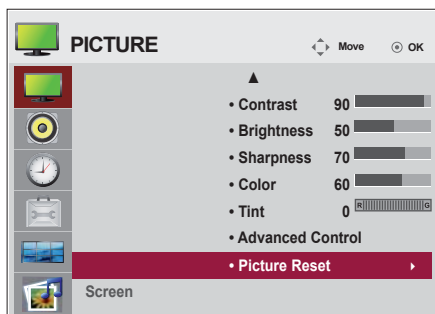 PICTURE Move OK
▲
• Contrast 90
• Brightness 50
• Sharpness 70
• Color 60
• Tint 0 R G
• Advanced Control
• Picture Reset
Screen